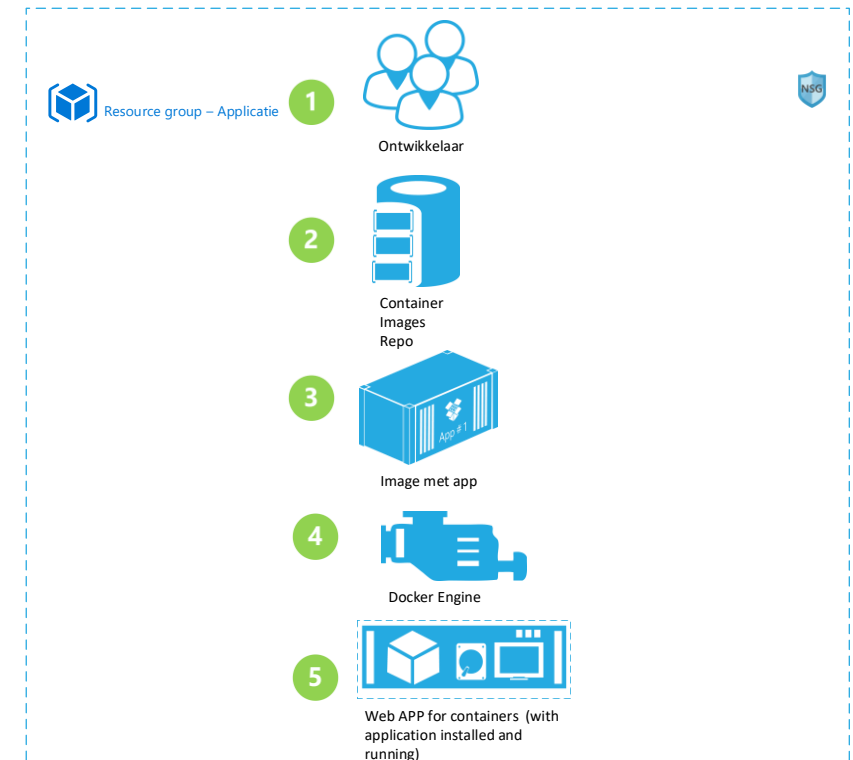 Resource group – Applicatie
1
NSG
Ontwikkelaar
2
Container
Images
Repo
3
App #1
Image met app
4
Docker Engine
5
Web APP for containers (with
application installed and
running)